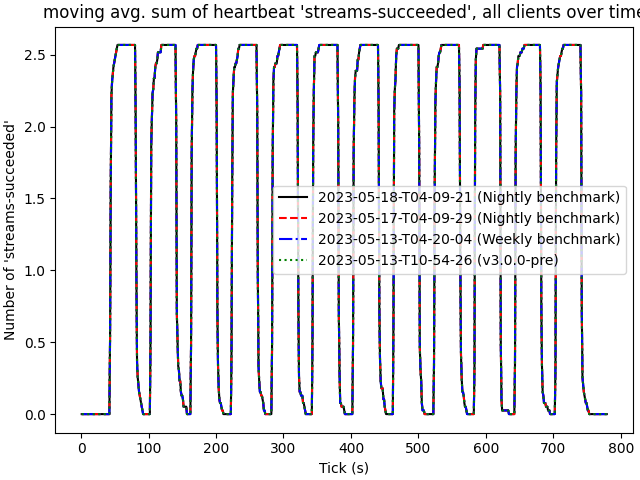 moving avg. sum of heartbeat 'streams-succeeded', all clients over time
Number of 'streams-succeeded'
2.5
2.0
1.5
1.0
0.5
0.0
2023-05-18-T04-09-21 (Nightly benchmark)
2023-05-17-T04-09-29 (Nightly benchmark)
2023-05-13-T04-20-04 (Weekly benchmark)
2023-05-13-T10-54-26 (v3.0.0-pre)
0 100 200 300 400 500 600 700 800
Tick (s)